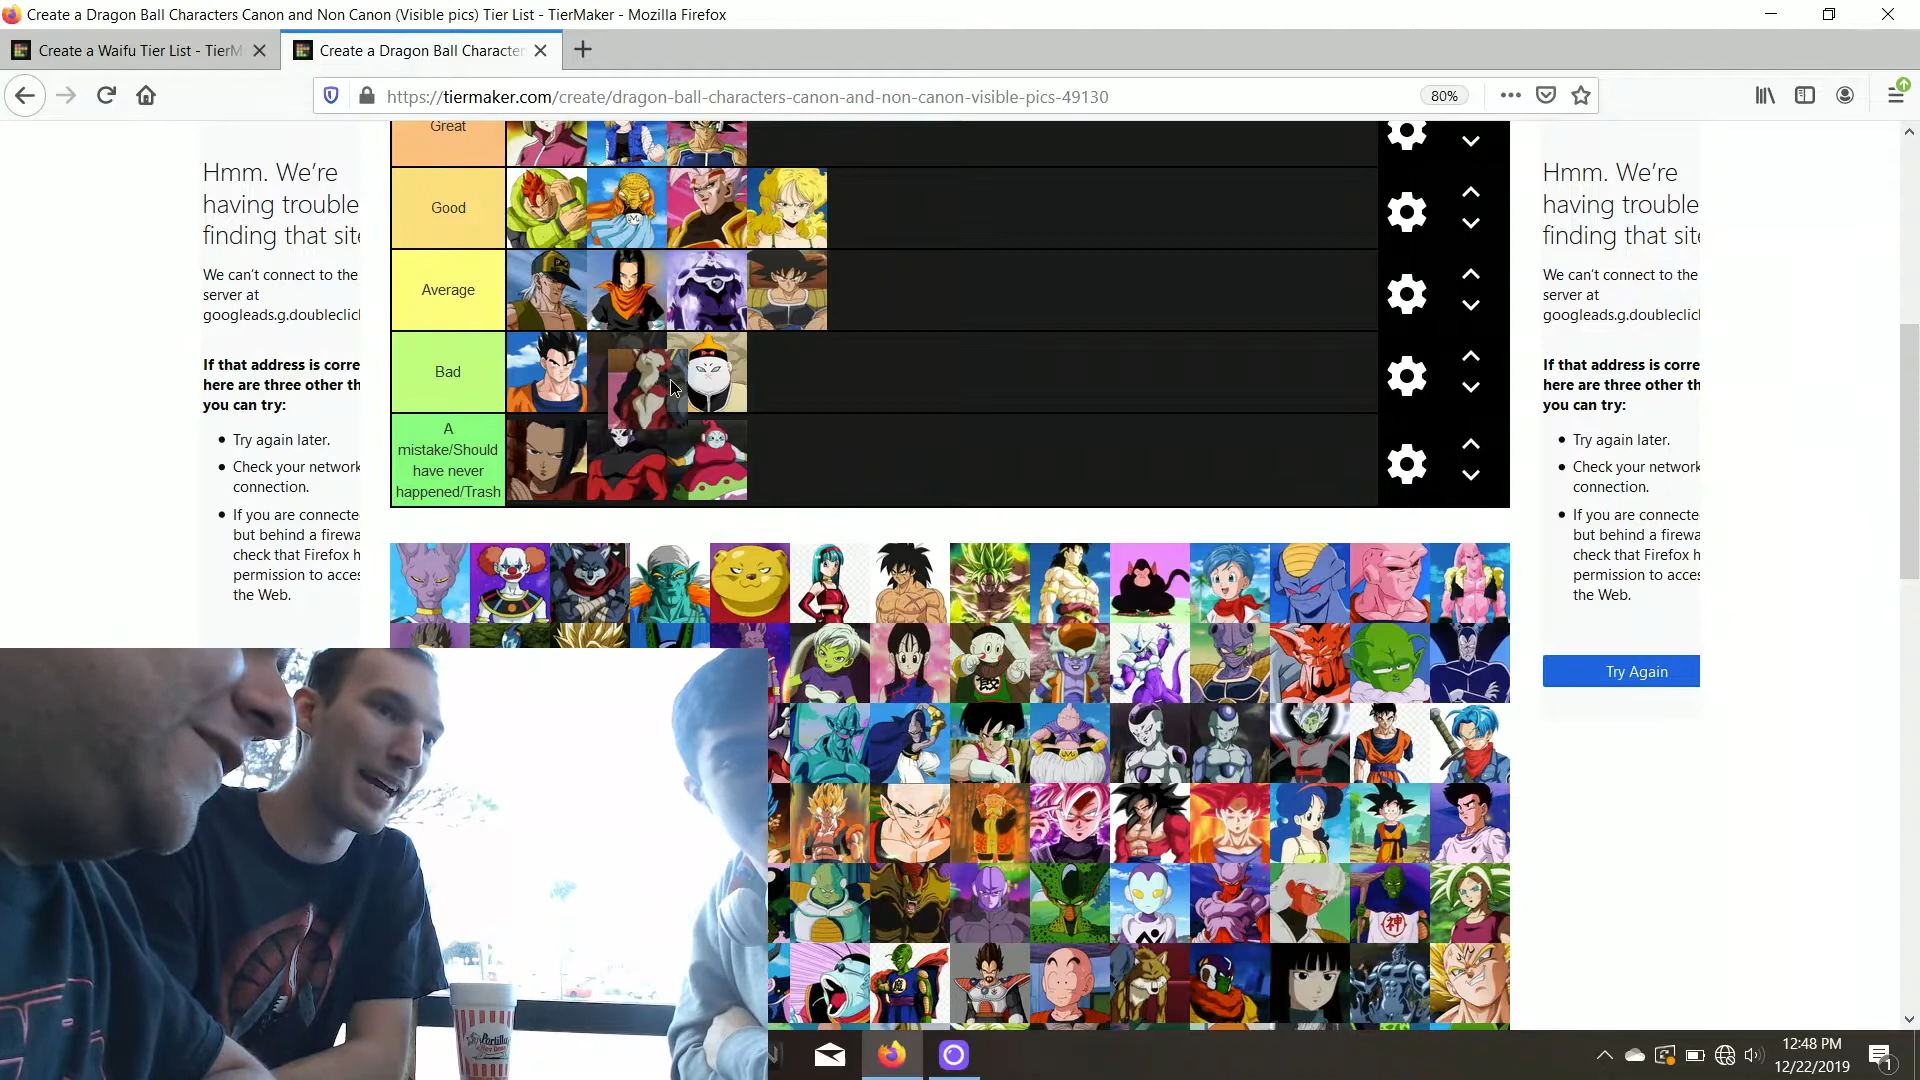 Create a Dragon Ball Characters Canon and Non Canon (Visible pics) Tier List - TierMaker - Mozilla Firefox
Create a Waifu Tier List - TierM
Create a Dragon Ball Character
https://tiermaker.com/create/dragon-ball-characters-canon-and-non-canon-visible-pics-49130
80%
Hmm. We're
having trouble
finding that site
We can't connect to the
server at
googleads.g.doubleclic
If that address is corre
here are three other th
you can try:
Try again later.
Check your network
connection.
If you are connecte
but behind a firewa
check that Firefox h
permission to acces
the Web.
Great
Good
Average
Bad
A
mistake/Should
have never
happened/Trash
Hmm. We're
having trouble
finding that site
We can't connect to the
server at
googleads.g.doubleclic
If that address is corre
here are three other th
you can try:
Try again later.
Check your network
connection.
If you are connecte
but behind a firewa
check that Firefox h
permission to acces
the Web.
Try Again
Portillo's
Hot Dogs
12:48 PM
12/22/2019
1